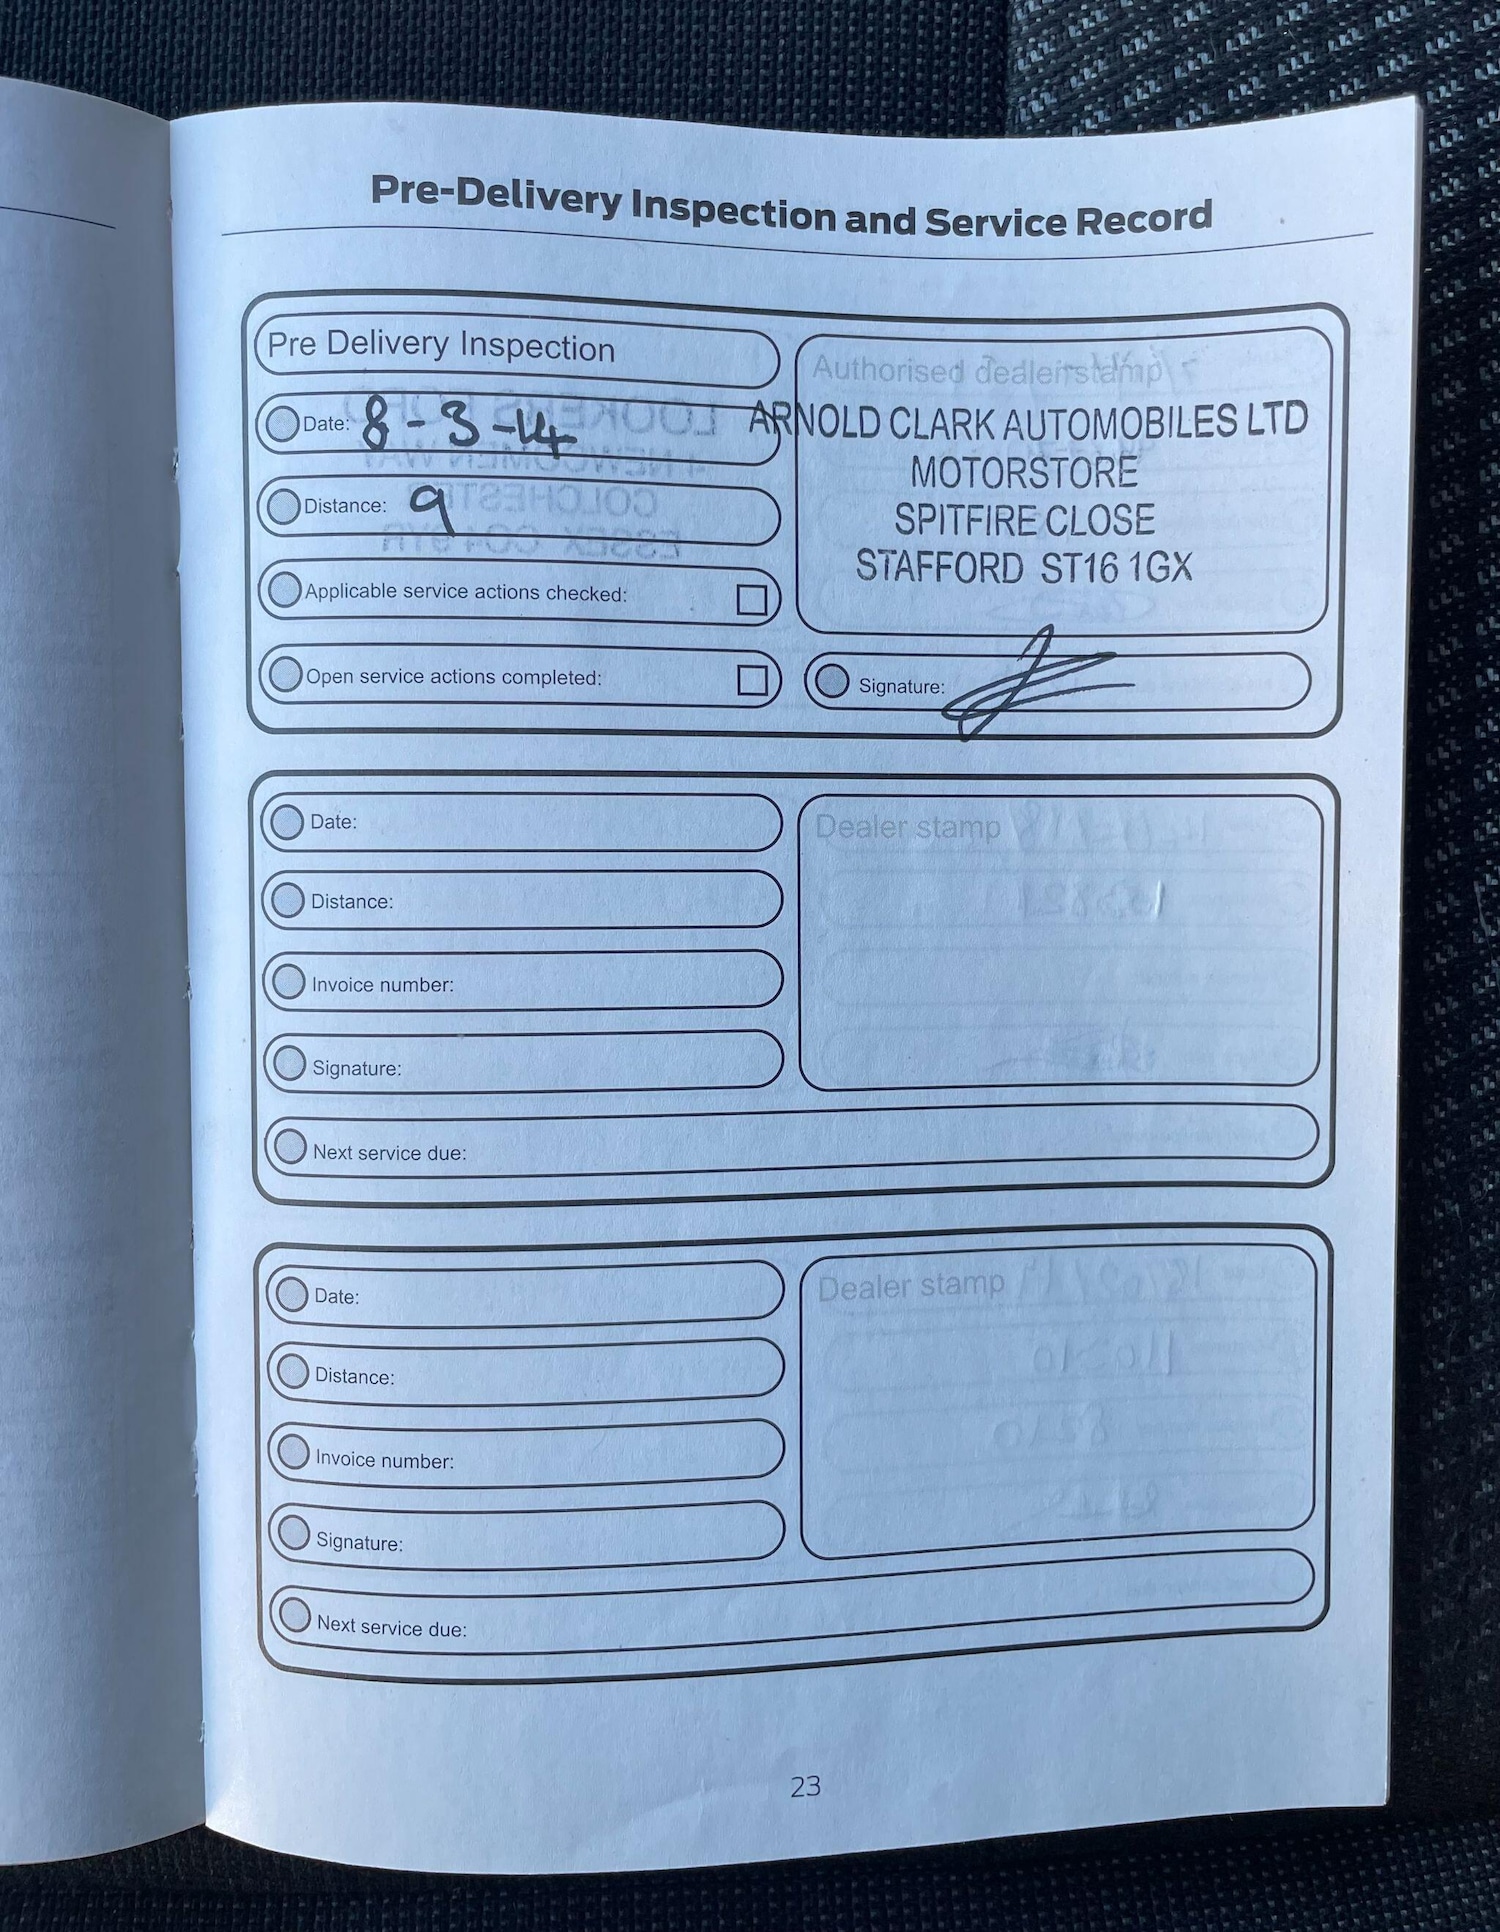 Pre-Delivery Inspection and Service Record
Pre Delivery Inspection
Date: 8-3-14
Distance: 9
Applicable service actions checked:
Open service actions completed:
Authorised dealer stamp
ARNOLD CLARK AUTOMOBILES LTD
MOTORSTORE
SPITFIRE CLOSE
STAFFORD ST16 1GX
Signature:
Date:
Distance:
Invoice number:
Signature:
Next service due:
Dealer stamp
Date:
Distance:
Invoice number:
Signature:
Next service due:
Dealer stamp
23